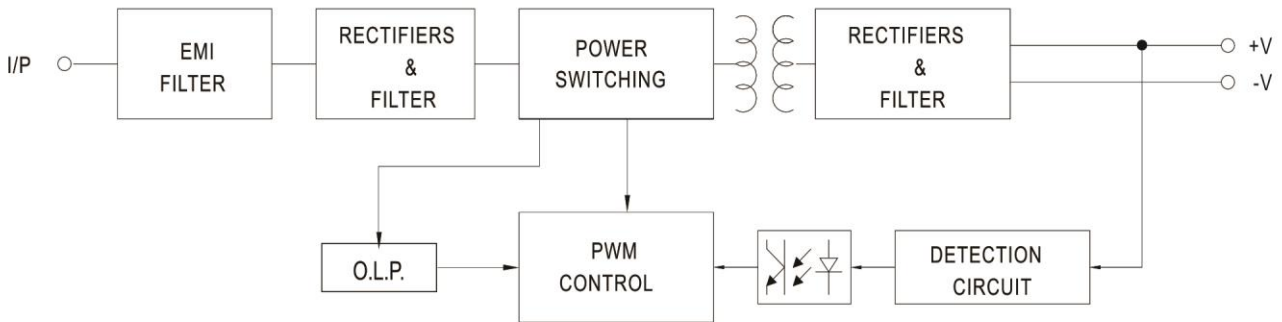 I/P
EMI
FILTER
RECTIFIERS
&
FILTER
POWER
SWITCHING
RECTIFIERS
&
FILTER
+V
-V
O.L.P.
PWM
CONTROL
DETECTION
CIRCUIT